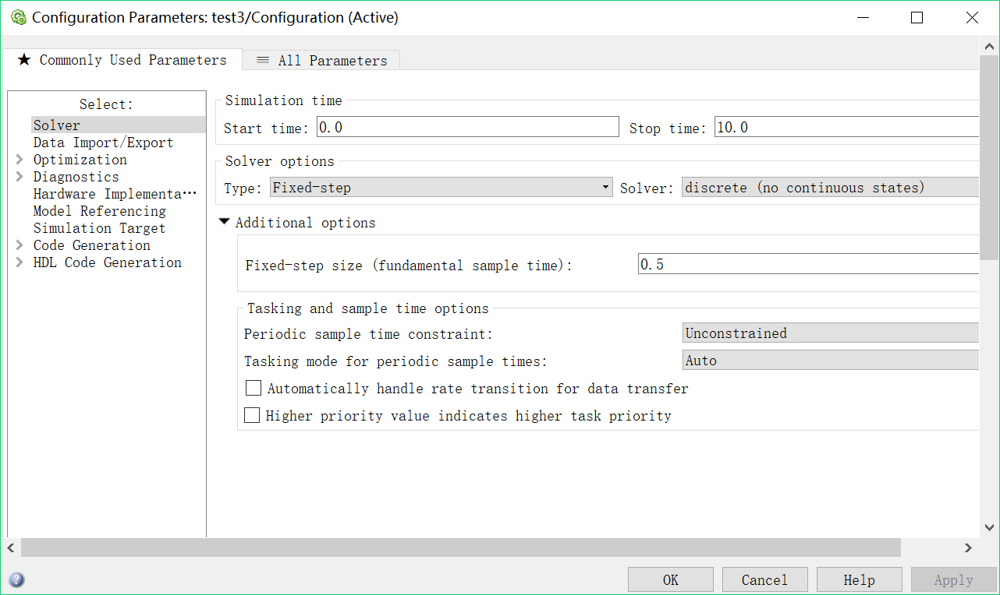 Configuration Parameters: test3/Configuration (Active)
★ Commonly Used Parameters
All Parameters
Select:
Solver
Data Import/Export
Optimization
Diagnostics
Hardware Implementa···
Model Referencing
Simulation Target
Code Generation
HDL Code Generation
Simulation time
Start time: 0.0 Stop time: 10.0
Solver options
Type: Fixed-step Solver: discrete (no continuous states)
Additional options
Fixed-step size (fundamental sample time): 0.5
Tasking and sample time options
Periodic sample time constraint: Unconstrained
Tasking mode for periodic sample times: Auto
Automatically handle rate transition for data transfer
Higher priority value indicates higher task priority
? OK Cancel Help Apply